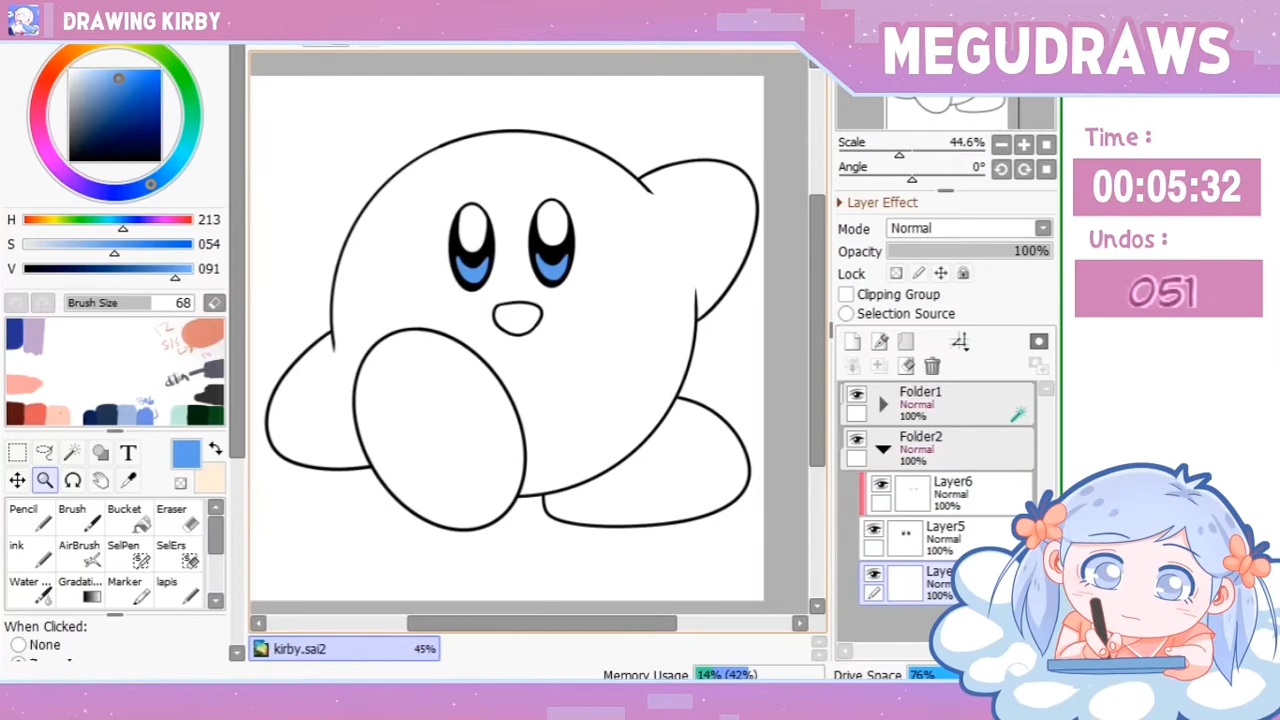 DRAWING KIRBY
MEGUDRAWS
Time :
00:05:32
Undos :
051
H 213
S 054
V 091
Brush Size 68
Pencil Brush Bucket Eraser
ink AirBrush SelPen SelErs
Water ... Gradati... Marker lapis
When Clicked:
None
kirby.sai2 45%
Memory Usage 14% (42%)
Drive Space 76%
Scale 44.6%
Angle 0°
Layer Effect
Mode Normal
Opacity 100%
Lock
Clipping Group
Selection Source
Folder1
Normal
100%
Folder2
Normal
100%
Layer6
Normal
100%
Layer5
Normal
100%
100%